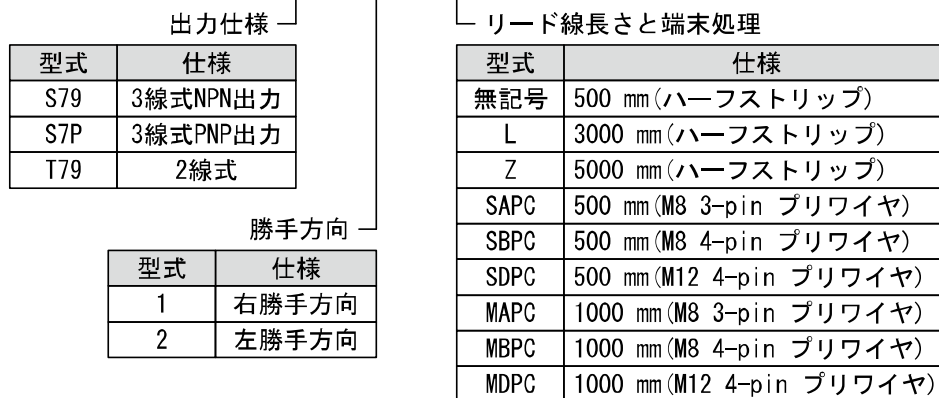 出力仕様
型式 仕様
S79 3線式NPN出力
S7P 3線式PNP出力
T79 2線式
勝手方向
型式 仕様
1 右勝手方向
2 左勝手方向
リード線長さと端末処理
型式 仕様
無記号 500 mm(ハーフストリップ)
L 3000 mm(ハーフストリップ)
Z 5000 mm(ハーフストリップ)
SAPC 500 mm(M8 3-pin プリワイヤ)
SBPC 500 mm(M8 4-pin プリワイヤ)
SDPC 500 mm(M12 4-pin プリワイヤ)
MAPC 1000 mm(M8 3-pin プリワイヤ)
MBPC 1000 mm(M8 4-pin プリワイヤ)
MDPC 1000 mm(M12 4-pin プリワイヤ)